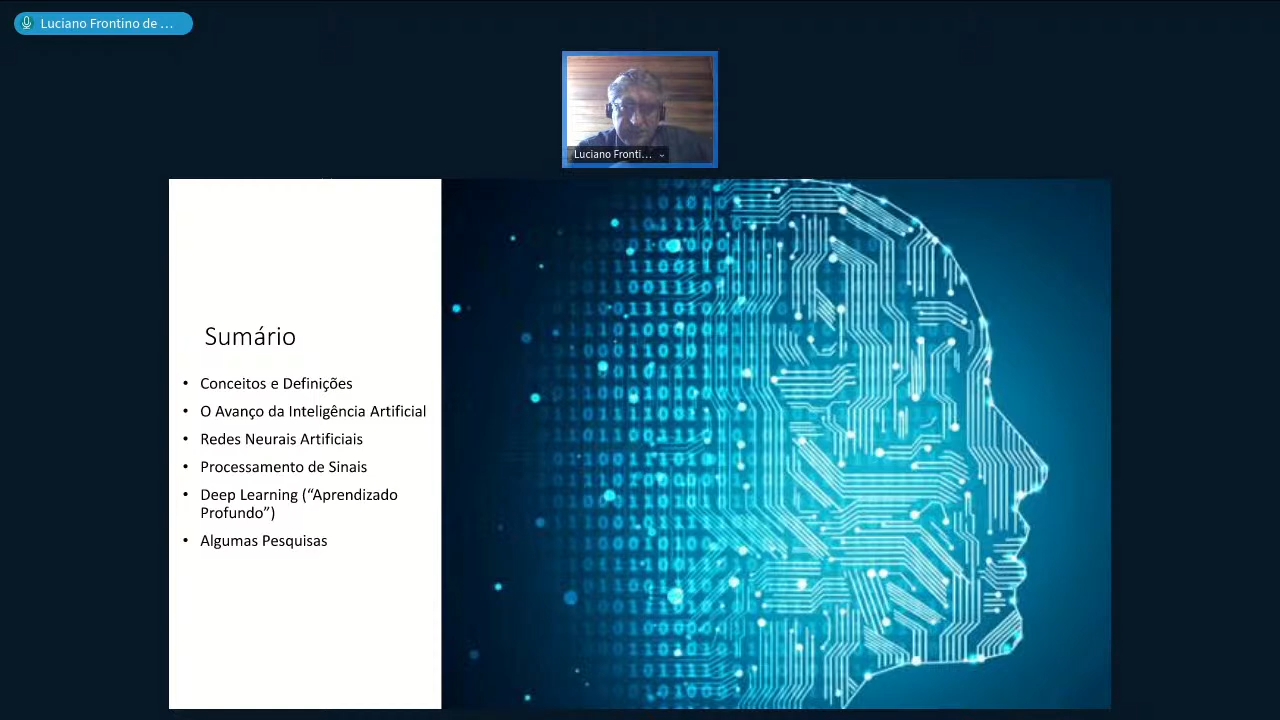 Luciano Frontino de ...
Luciano Fronti...
Sumário
• Conceitos e Definições
• O Avanço da Inteligência Artificial
• Redes Neurais Artificiais
• Processamento de Sinais
• Deep Learning (“Aprendizado
Profundo”)
• Algumas Pesquisas